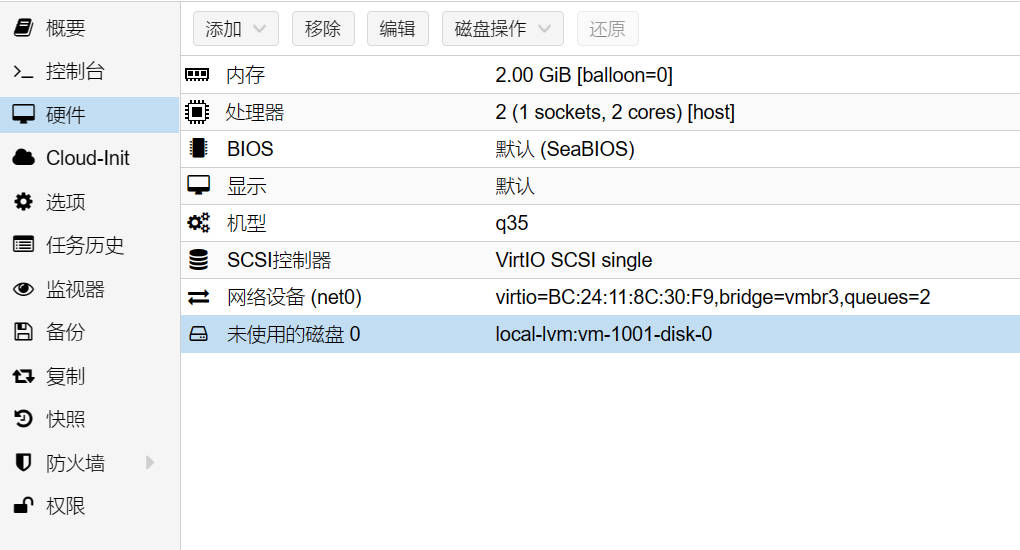 概要
控制台
硬件
Cloud-Init
选项
任务历史
监视器
备份
复制
快照
防火墙
权限
添加 移除 编辑 磁盘操作 还原
内存 2.00 GiB [balloon=0]
处理器 2 (1 sockets, 2 cores) [host]
BIOS 默认 (SeaBIOS)
显示 默认
机型 q35
SCSI控制器 VirtIO SCSI single
网络设备 (net0) virtio=BC:24:11:8C:30:F9,bridge=vmbr3,queues=2
未使用的磁盘 0 local-lvm:vm-1001-disk-0